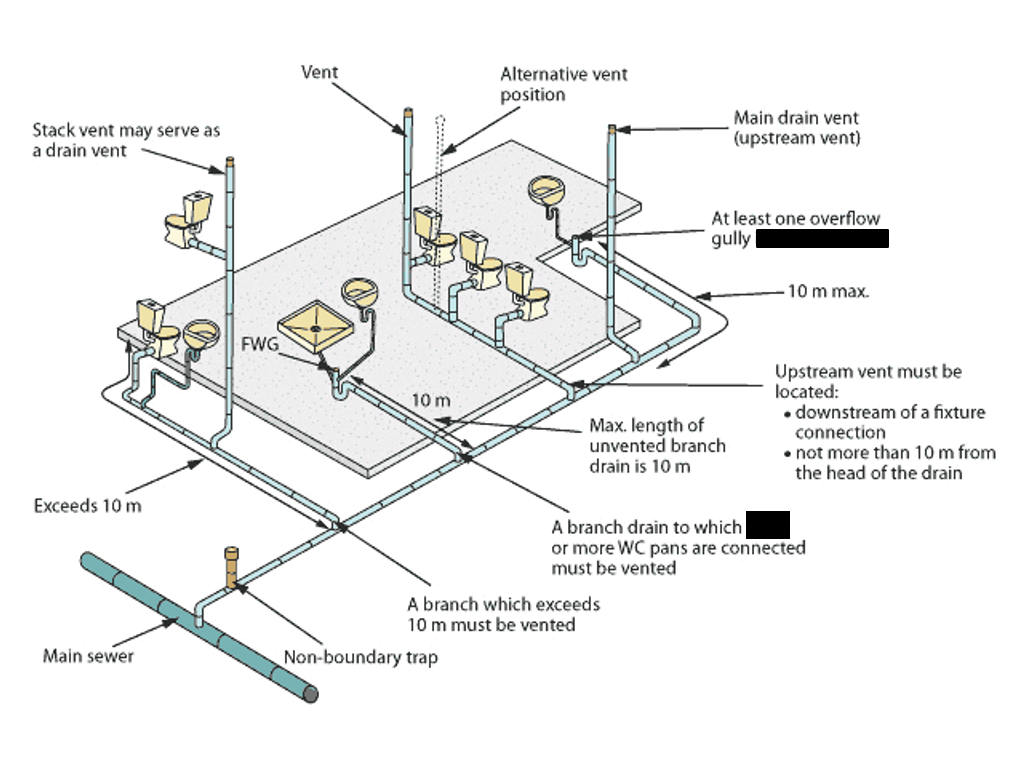 Vent
Alternative vent
position
Stack vent may serve as
a drain vent
Main drain vent
(upstream vent)
At least one overflow
gully
10 m max.
FWG
10 m
Upstream vent must be
located:
• downstream of a fixture
connection
• not more than 10 m from
the head of the drain
Max. length of
unvented branch
drain is 10 m
Exceeds 10 m
A branch drain to which
or more WC pans are connected
must be vented
A branch which exceeds
10 m must be vented
Main sewer
Non-boundary trap